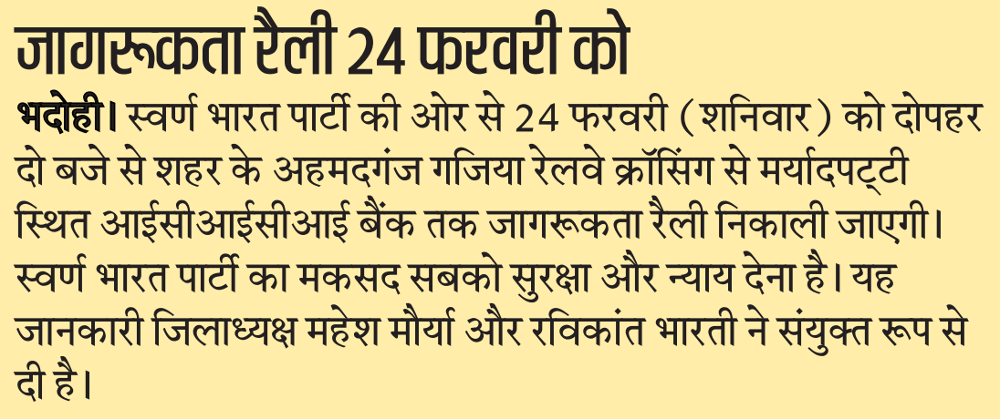 जागरूकता रैली 24 फरवरी को
भदोही। स्वर्ण भारत पार्टी की ओर से 24 फरवरी (शनिवार) को दोपहर
दो बजे से शहर के अहमदगंज गजिया रेलवे क्रॉसिंग से मर्यादपट्‌टी
स्थित आईसीआईसीआई बैंक तक जागरूकता रैली निकाली जाएगी।
स्वर्ण भारत पार्टी का मकसद सबको सुरक्षा और न्याय देना है। यह
जानकारी जिलाध्यक्ष महेश मौर्या और रविकांत भारती ने संयुक्त रूप से
दी है।